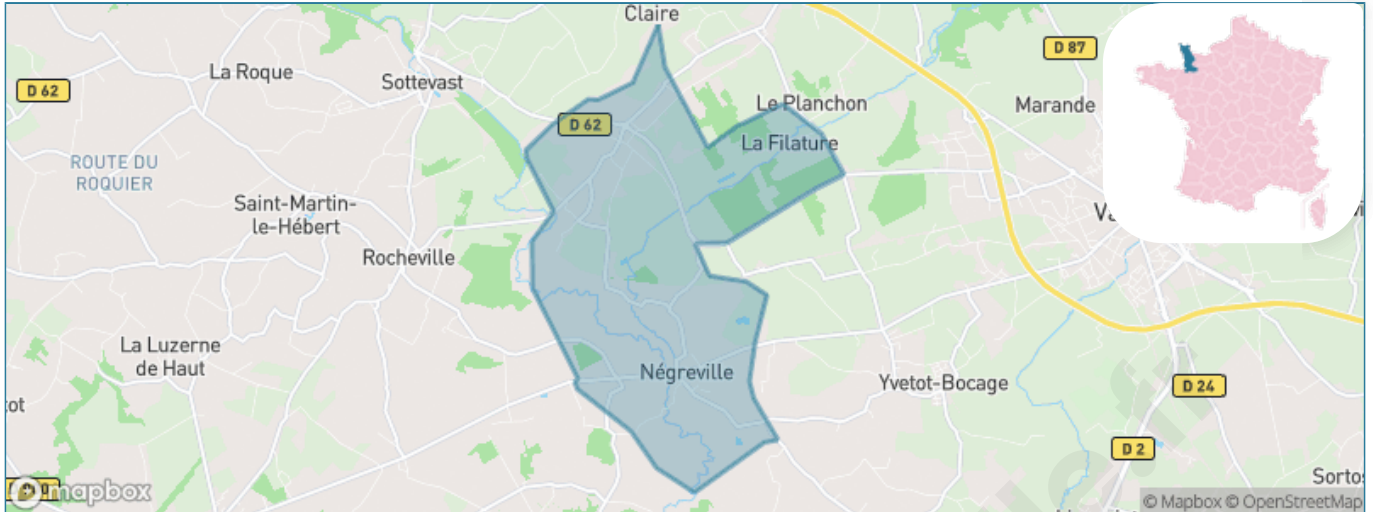 Claire
D 87
La Roque
Sottevast
D 62
Le Planchon
Marande
D 62
La Filature
ROUTE DU
ROQUIER
Saint-Martin-
le-Hébert
Rocheville
La Luzerne
de Haut
Négreville
Yvetot-Bocage
D 24
D 2
Sortos
mapbox
© Mapbox © OpenStreetMap